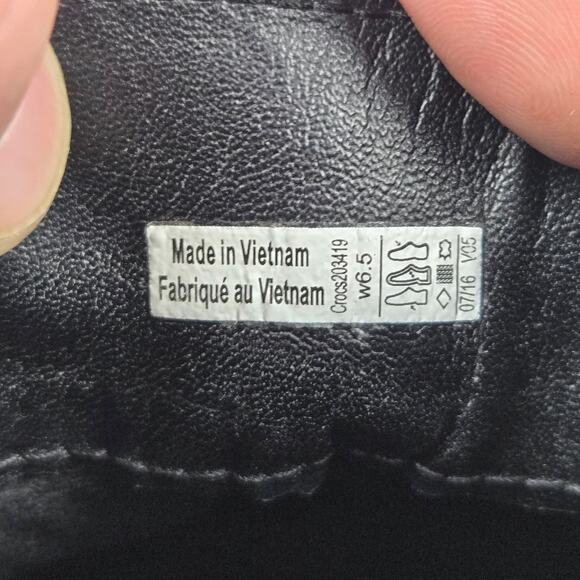 Made in Vietnam
Fabriqué au Vietnam
Crocs203419
w6.5
07/16 V05